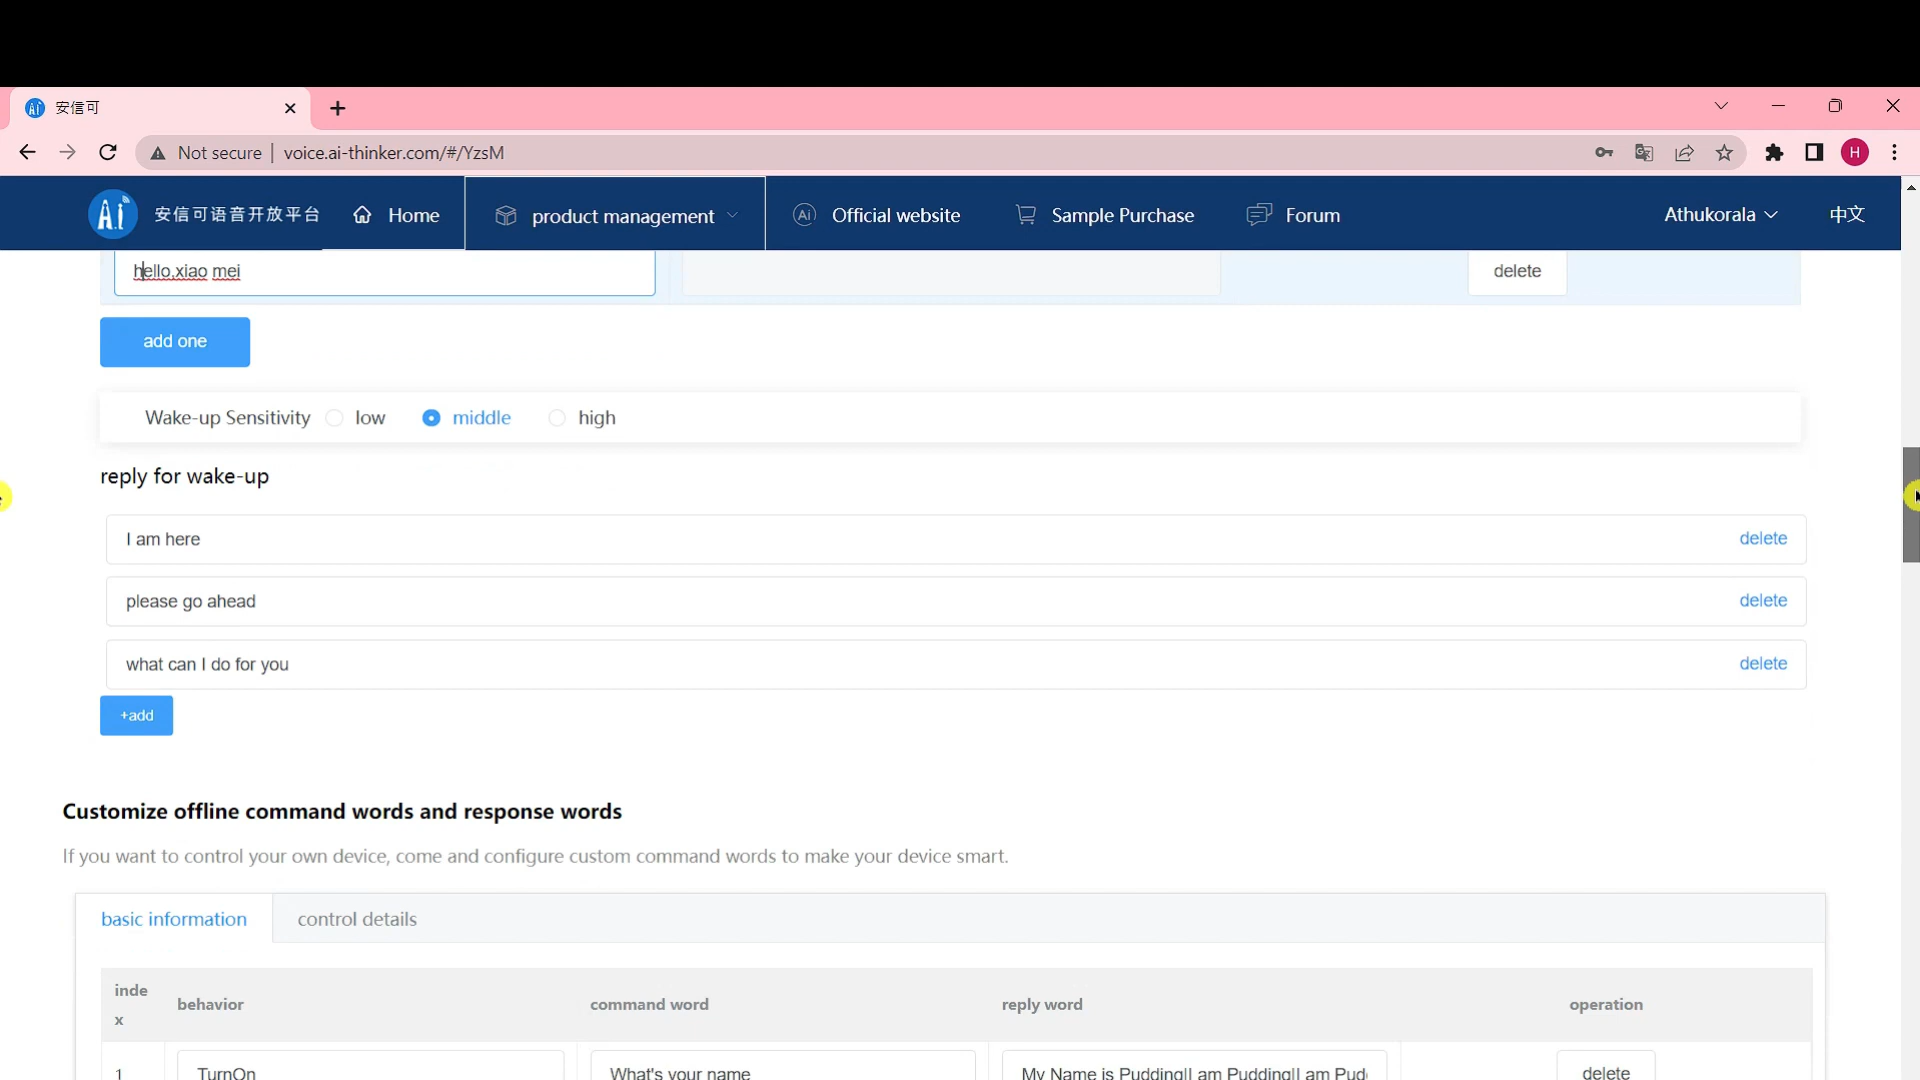 安信可
Not secure voice.ai-thinker.com/#/YzsM H
Ai 安信可语音开放平台 Home product management Ai Official website Sample Purchase Forum Athukorala 中文
hello,xiao mei delete
add one
Wake-up Sensitivity low middle high
reply for wake-up
I am here delete
please go ahead delete
what can I do for you delete
+add
Customize offline command words and response words
If you want to control your own device, come and configure custom command words to make your device smart.
basic information control details
index behavior command word reply word operation
1 TurnOn What's your name My Name is Pudding||I am Pudding||I am Pud delete